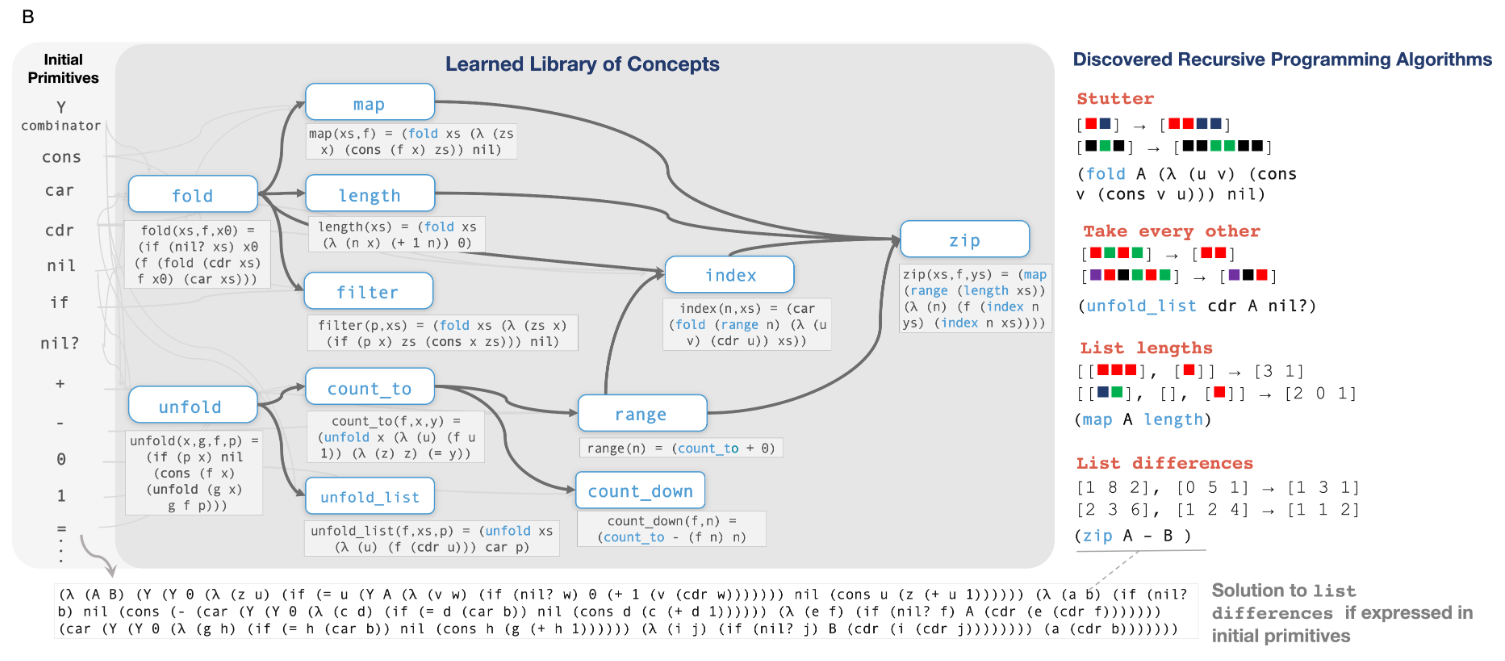 B
Initial
Primitives
Y
combinator
cons
car
cdr
nil
if
nil?
+
-
0
1
=
.
.
.
Learned Library of Concepts
fold
fold(xs,f,x0) =
(if (nil? xs) x0
(f (fold (cdr xs)
f x0) (car xs)))
unfold
unfold(x,g,f,p) =
(if (p x) nil
(cons (f x)
(unfold (g x)
g f p)))
map
map(xs,f) = (fold xs (λ (zs
x) (cons (f x) zs)) nil)
length
length(xs) = (fold xs
(λ (n x) (+ 1 n)) 0)
filter
filter(p,xs) = (fold xs (λ (zs x)
(if (p x) zs (cons x zs))) nil)
count_to
count_to(f,x,y) =
(unfold x (λ (u) (f u
1)) (λ (z) z) (= y))
unfold_list
unfold_list(f,xs,p) = (unfold xs
(λ (u) (f (cdr u))) car p)
index
index(n,xs) = (car
(fold (range n) (λ (u
v) (cdr u)) xs))
range
range(n) = (count_to + 0)
count_down
count_down(f,n) =
(count_to - (f n) n)
zip
zip(xs,f,ys) = (map
(range (length xs))
(λ (n) (f (index n
ys) (index n xs))))
Discovered Recursive Programming Algorithms
Stutter
[ ] → [ ]
[ ] → [ ]
(fold A (λ (u v) (cons
v (cons v u))) nil)
Take every other
[ ] → [ ]
[ ] → [ ]
(unfold_list cdr A nil?)
List lengths
[[ ], [ ]] → [3 1]
[[ ], [], [ ]] → [2 0 1]
(map A length)
List differences
[1 8 2], [0 5 1] → [1 3 1]
[2 3 6], [1 2 4] → [1 1 2]
(zip A – B )
(λ (A B) (Y (Y 0 (λ (z u) (if (= u (Y A (λ (v w) (if (nil? w) 0 (+ 1 (v (cdr w))))))) nil (cons u (z (+ u 1)))))) (λ (a b) (if (nil?
b) nil (cons (- (car (Y (Y 0 (λ (c d) (if (= d (car b)) nil (cons d (c (+ d 1)))))) (λ (e f) (if (nil? f) A (cdr (e (cdr f)))))))
(car (Y (Y 0 (λ (g h) (if (= h (car b)) nil (cons h (g (+ h 1)))))) (λ (i j) (if (nil? j) B (cdr (i (cdr j)))))))) (a (cdr b)))))))
Solution to list
differences if expressed in
initial primitives